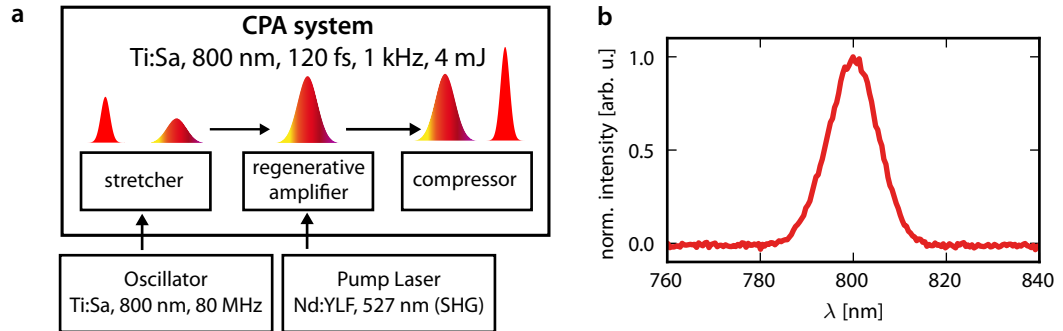 a
CPA system
Ti:Sa, 800 nm, 120 fs, 1 kHz, 4 mJ
stretcher
regenerative
amplifier
compressor
Oscillator
Ti:Sa, 800 nm, 80 MHz
Pump Laser
Nd:YLF, 527 nm (SHG)
b
norm. intensity [arb. u.]
1.0
0.5
0.0
760
780
800
820
840
λ [nm]